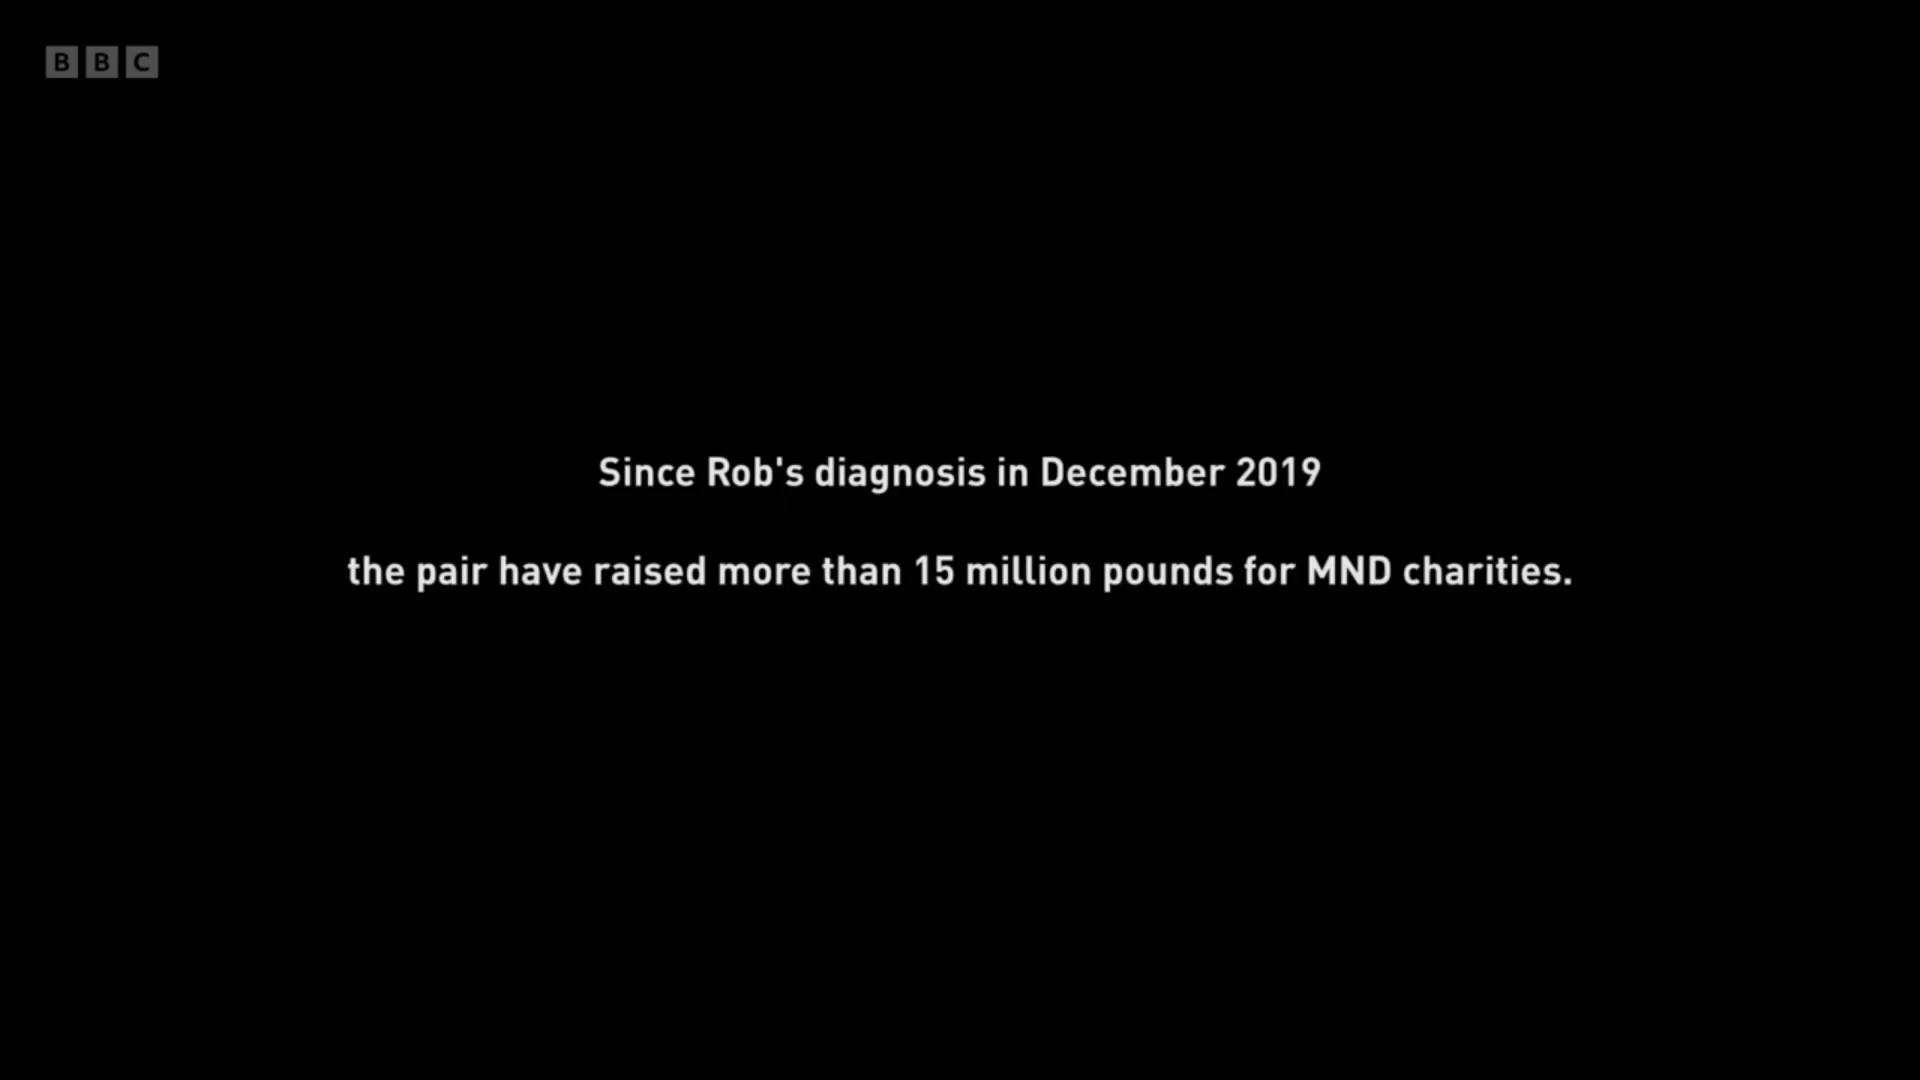 BBC
Since Rob's diagnosis in December 2019
the pair have raised more than 15 million pounds for MND charities.